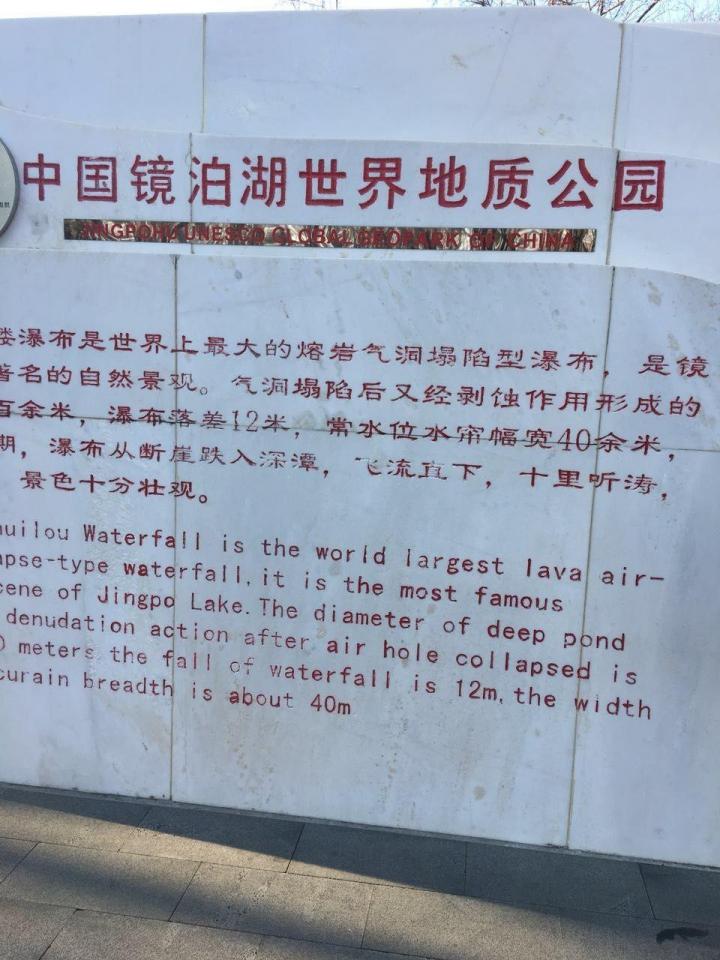 中国镜泊湖世界地质公园
JINGPOHU UNESCO GLOBAL GEOPARK OF CHINA
瀑布是世界上最大的熔岩气洞塌陷型瀑布，是镜
著名的自然景观。气洞塌陷后又经剥蚀作用形成的
百余米，瀑布落差12米，常水位水帘幅宽40余米，
期，瀑布从断崖跌入深潭，飞流直下，十里听涛，
景色十分壮观。
uilou Waterfall is the world largest lava air-
apse-type waterfall,it is the most famous
cene of Jingpo Lake.The diameter of deep pond
denudation action after air hole collapsed is
0 meters the fall of waterfall is 12m,the width
curain breadth is about 40m